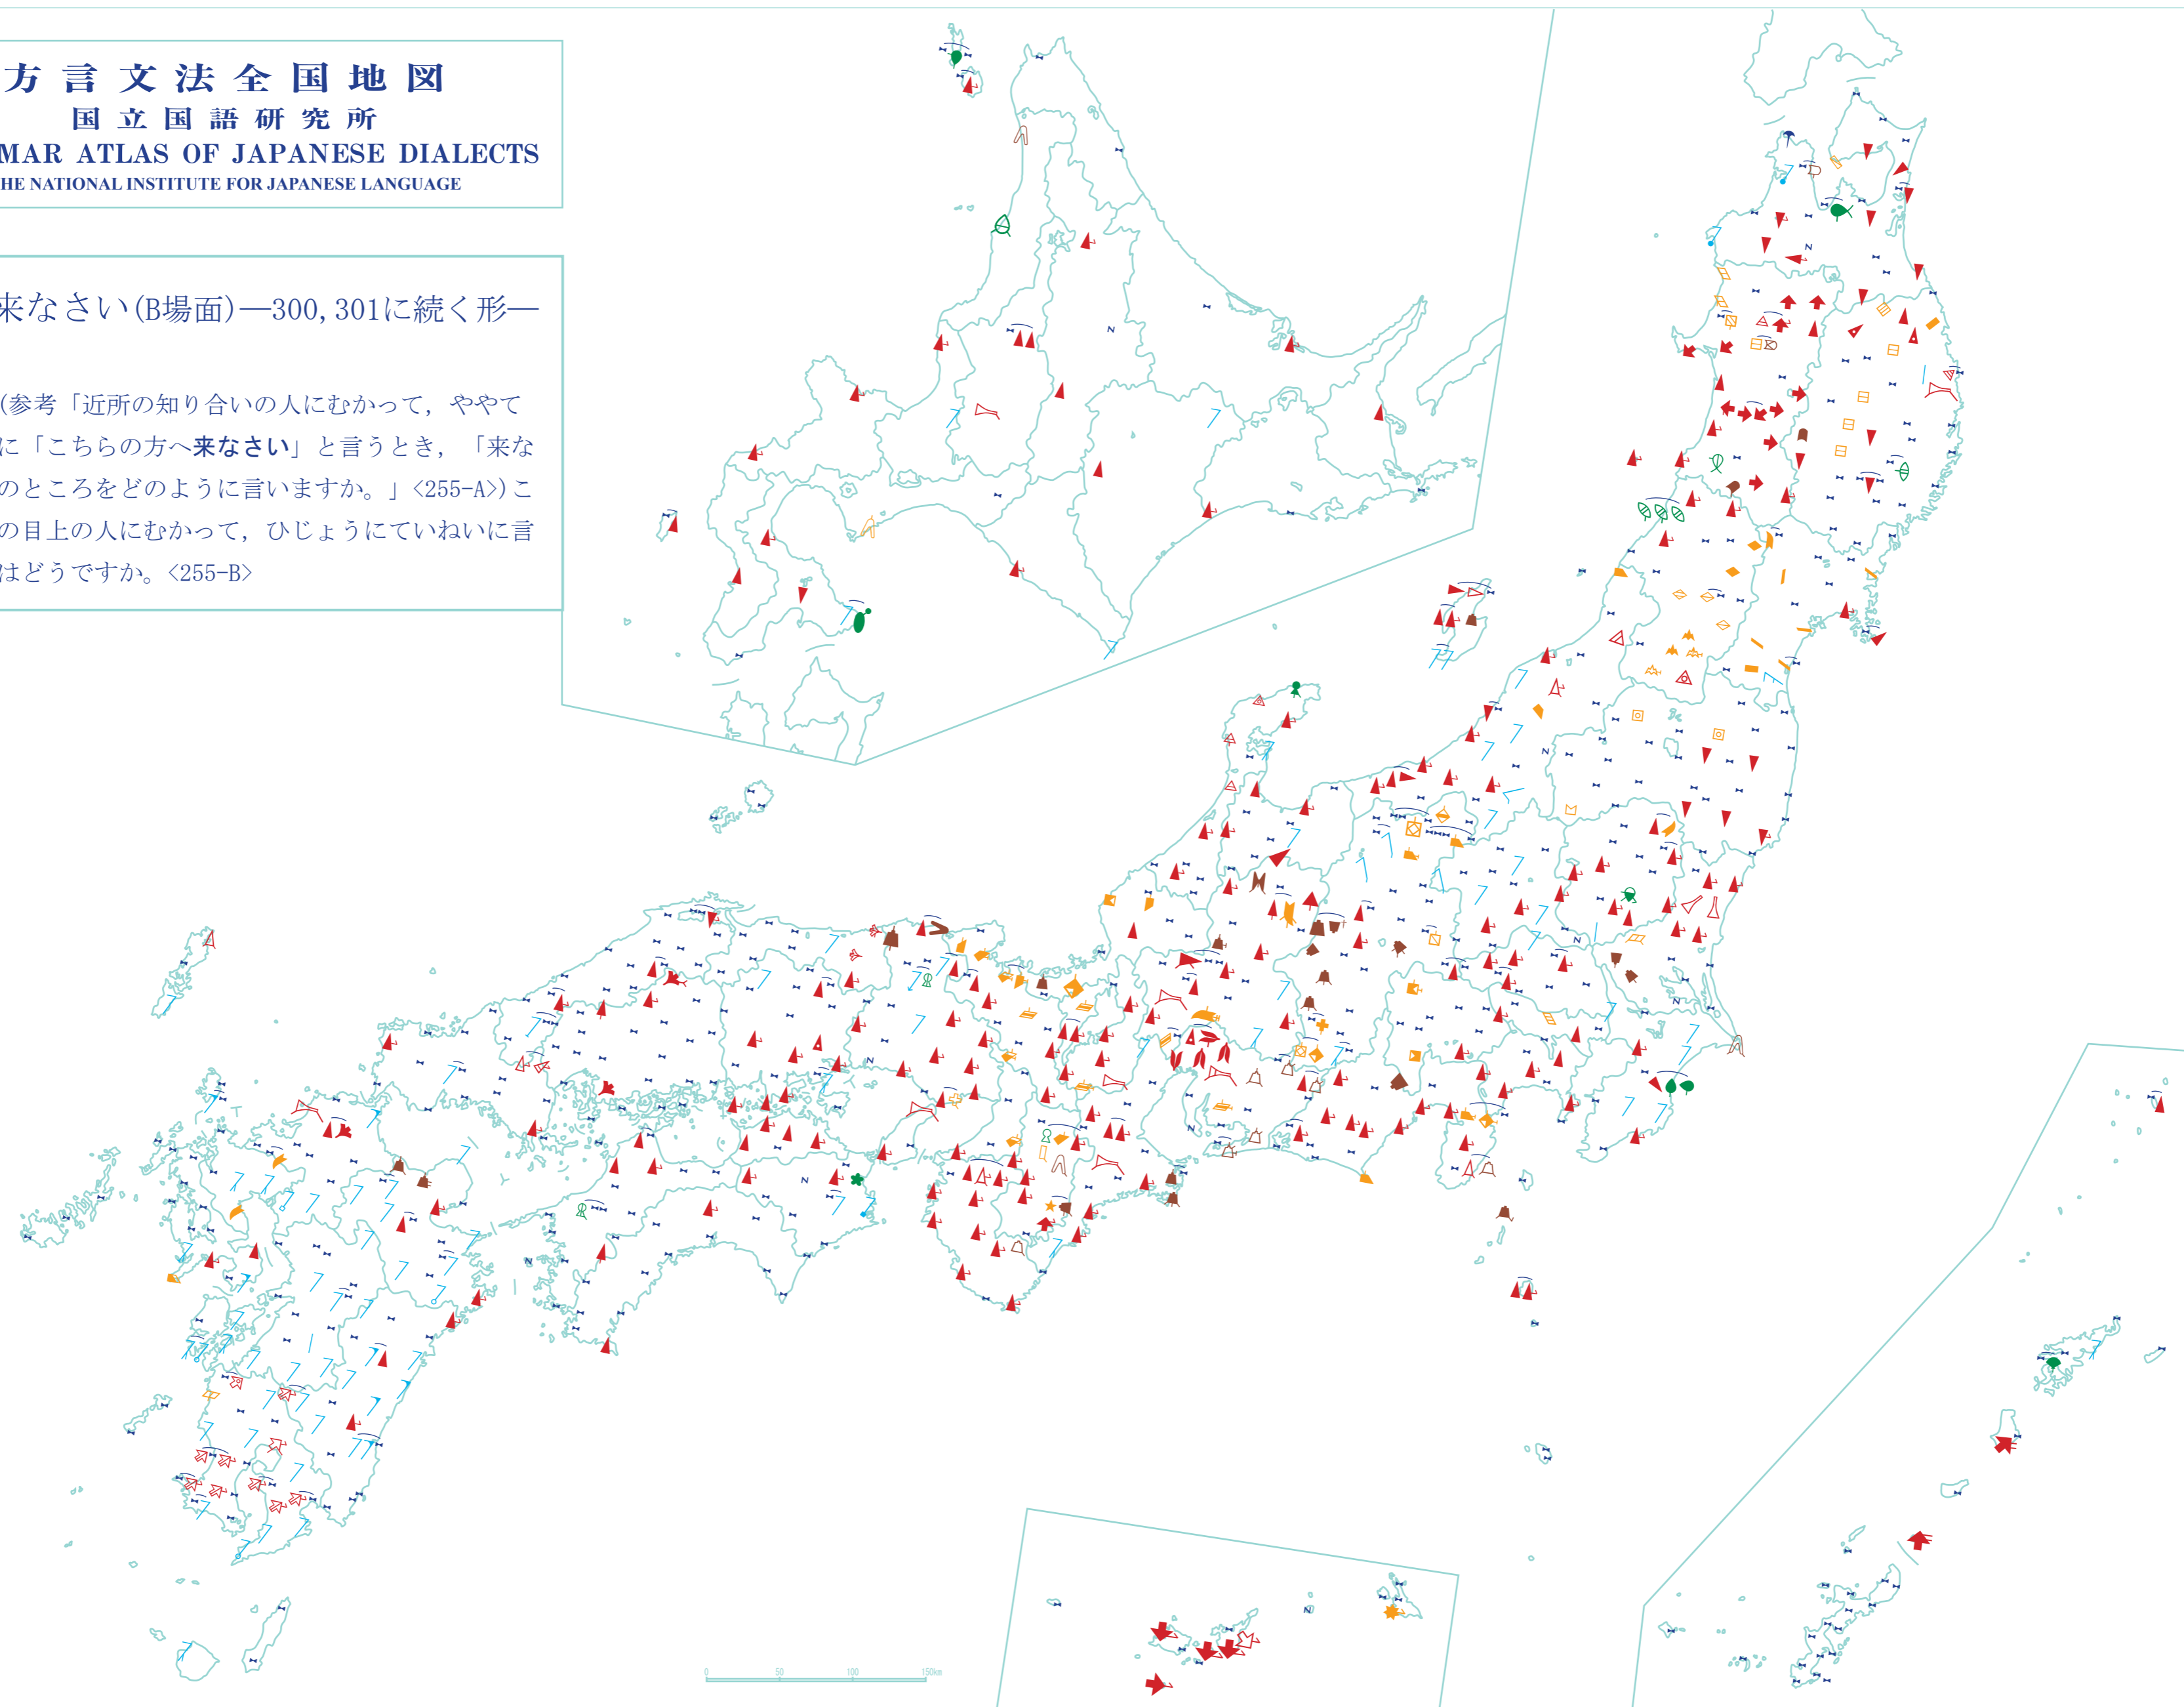 方言文法全国地図
国立国語研究所
MAR ATLAS OF JAPANESE DIALECTS
HE NATIONAL INSTITUTE FOR JAPANESE LANGUAGE
来なさい(B場面)―300,301に続く形―
(参考「近所の知り合いの人にむかって，ややて
に「こちらの方へ来なさい」と言うとき，「来な
のところをどのように言いますか。」<255-A>)こ
の目上の人にむかって，ひじょうにていねいに言
はどうですか。<255-B>
0 50 100 150km